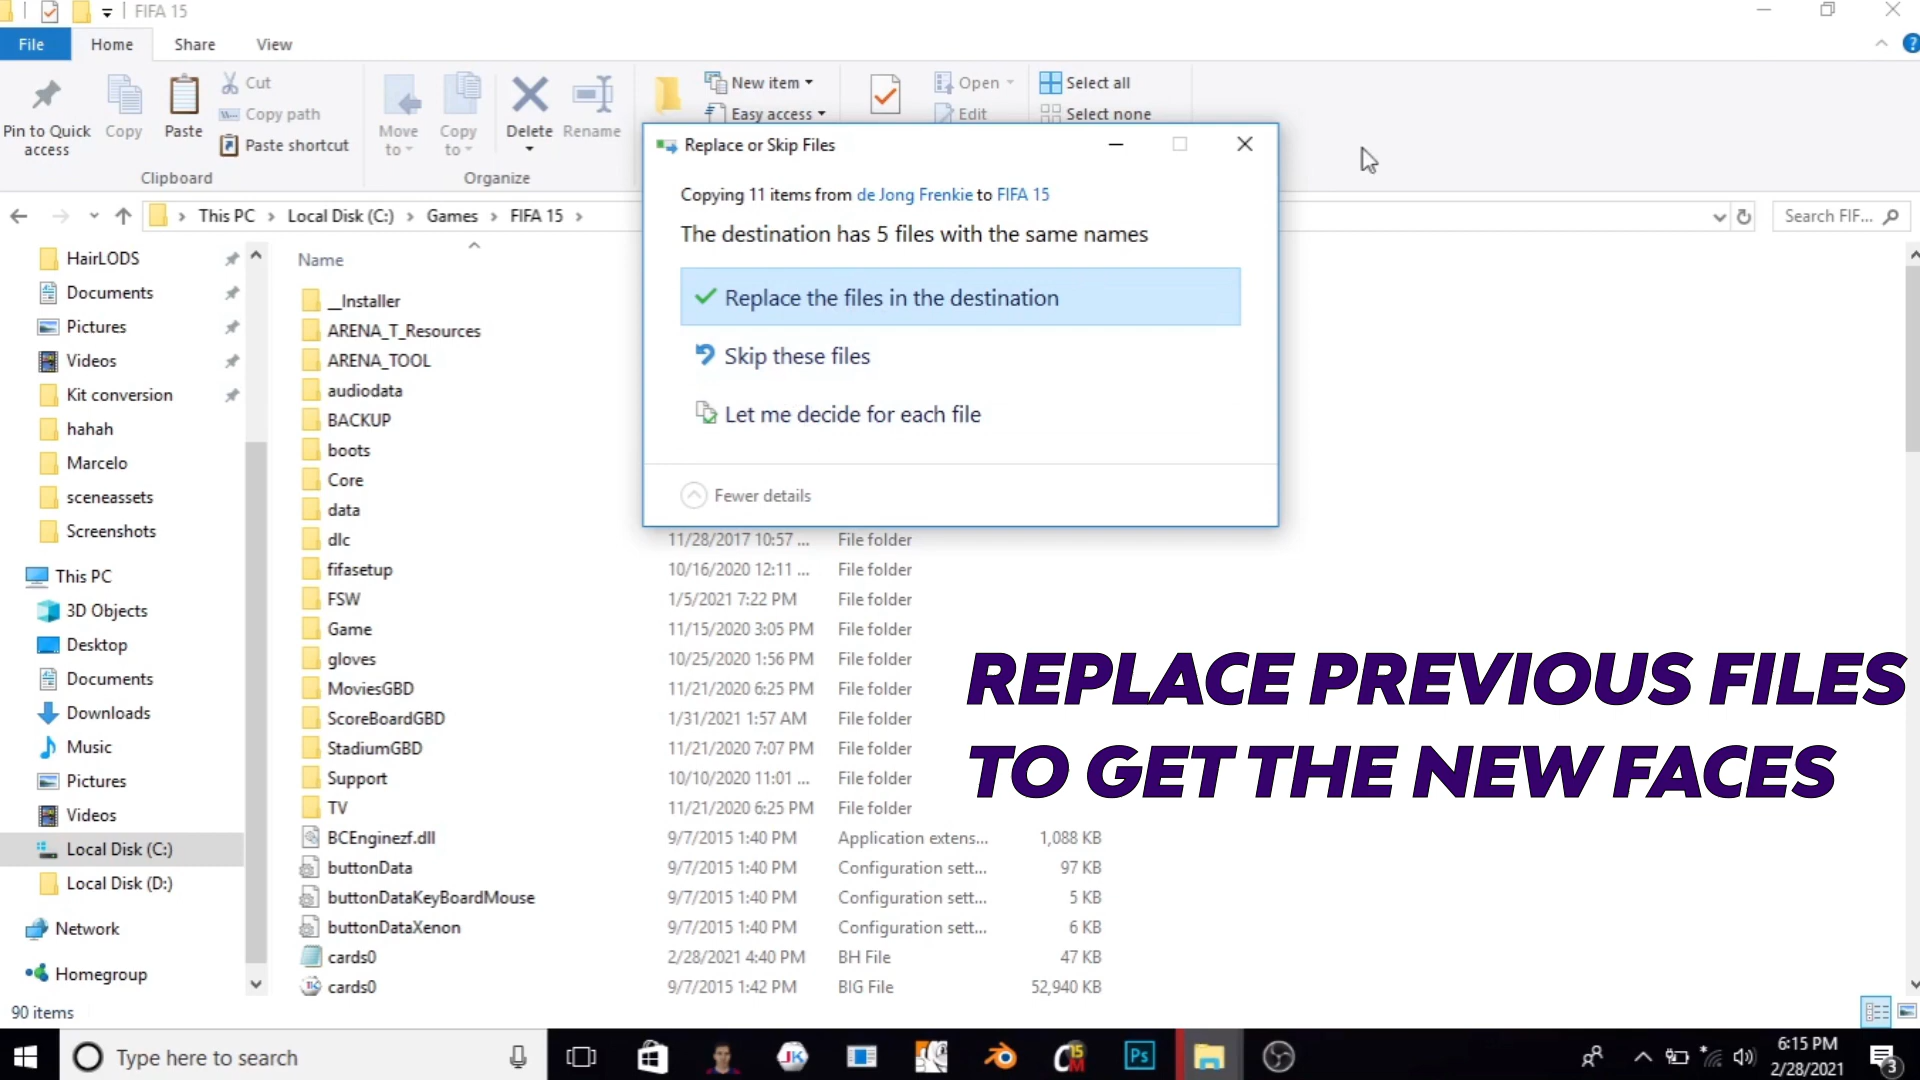 FIFA 15
File
Home
Share
View
Pin to Quick
access
Copy
Paste
Cut
Copy path
Paste shortcut
Clipboard
Move
to
Copy
to
Delete
Rename
Organize
New item
Easy access
Open
Edit
Select all
Select none
This PC
Local Disk (C:)
Games
FIFA 15
Search FIF...
Replace or Skip Files
Copying 11 items from de Jong Frenkie to FIFA 15
The destination has 5 files with the same names
Replace the files in the destination
Skip these files
Let me decide for each file
Fewer details
HairLODS
Documents
Pictures
Videos
Kit conversion
hahah
Marcelo
sceneassets
Screenshots
This PC
3D Objects
Desktop
Documents
Downloads
Music
Pictures
Videos
Local Disk (C:)
Local Disk (D:)
Network
Homegroup
Name
__Installer
ARENA_T_Resources
ARENA_TOOL
audiodata
BACKUP
boots
Core
data
dlc 11/28/2017 10:57 ... File folder
fifasetup 10/16/2020 12:11 ... File folder
FSW 1/5/2021 7:22 PM File folder
Game 11/15/2020 3:05 PM File folder
gloves 10/25/2020 1:56 PM File folder
MoviesGBD 11/21/2020 6:25 PM File folder
ScoreBoardGBD 1/31/2021 1:57 AM File folder
StadiumGBD 11/21/2020 7:07 PM File folder
Support 10/10/2020 11:01 ... File folder
TV 11/21/2020 6:25 PM File folder
BCEnginezf.dll 9/7/2015 1:40 PM Application extens... 1,088 KB
buttonData 9/7/2015 1:40 PM Configuration sett... 97 KB
buttonDataKeyBoardMouse 9/7/2015 1:40 PM Configuration sett... 5 KB
buttonDataXenon 9/7/2015 1:40 PM Configuration sett... 6 KB
cards0 2/28/2021 4:40 PM BH File 47 KB
cards0 9/7/2015 1:42 PM BIG File 52,940 KB
REPLACE PREVIOUS FILES
TO GET THE NEW FACES
90 items
Type here to search
JK
15
Ps
6:15 PM
2/28/2021
3